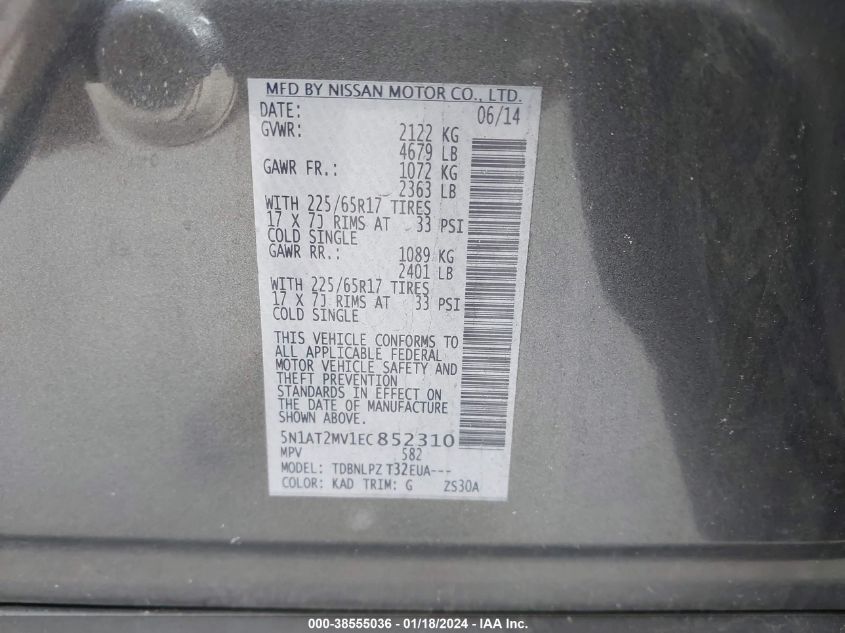 MFD BY NISSAN MOTOR CO., LTD.
DATE: 06/14
GVWR: 2122 KG
4679 LB
GAWR FR.: 1072 KG
2363 LB
WITH 225/65R17 TIRES
17 X 7J RIMS AT 33 PSI
COLD SINGLE
GAWR RR.: 1089 KG
2401 LB
WITH 225/65R17 TIRES
17 X 7J RIMS AT 33 PSI
COLD SINGLE
THIS VEHICLE CONFORMS TO
ALL APPLICABLE FEDERAL
MOTOR VEHICLE SAFETY AND
THEFT PREVENTION
STANDARDS IN EFFECT ON
THE DATE OF MANUFACTURE
SHOWN ABOVE.
5N1AT2MV1EC852310
MPV 582
MODEL: TDBNLPZ T32EUA---
COLOR: KAD TRIM: G ZS30A
000-38555036 - 01/18/2024 - IAA Inc.